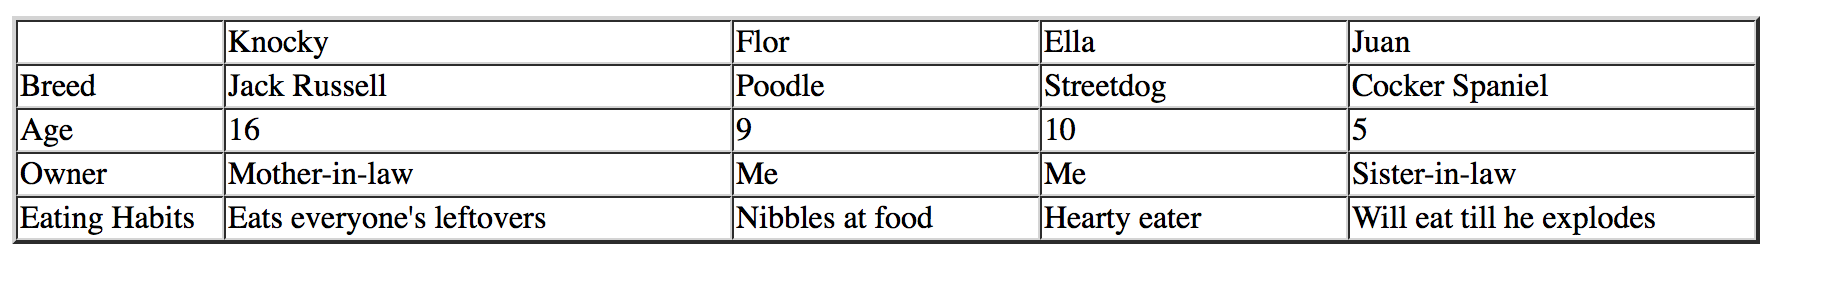 Knocky Flor Ella Juan
Breed Jack Russell Poodle Streetdog Cocker Spaniel
Age 16 9 10 5
Owner Mother-in-law Me Me Sister-in-law
Eating Habits Eats everyone's leftovers Nibbles at food Hearty eater Will eat till he explodes